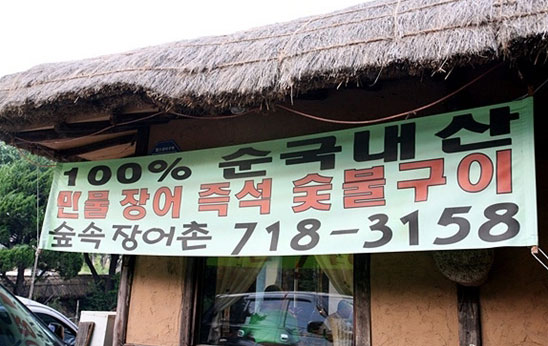 100% 순국내산
민물장어 즉석 숯불구이
숲속장어촌 718-3158